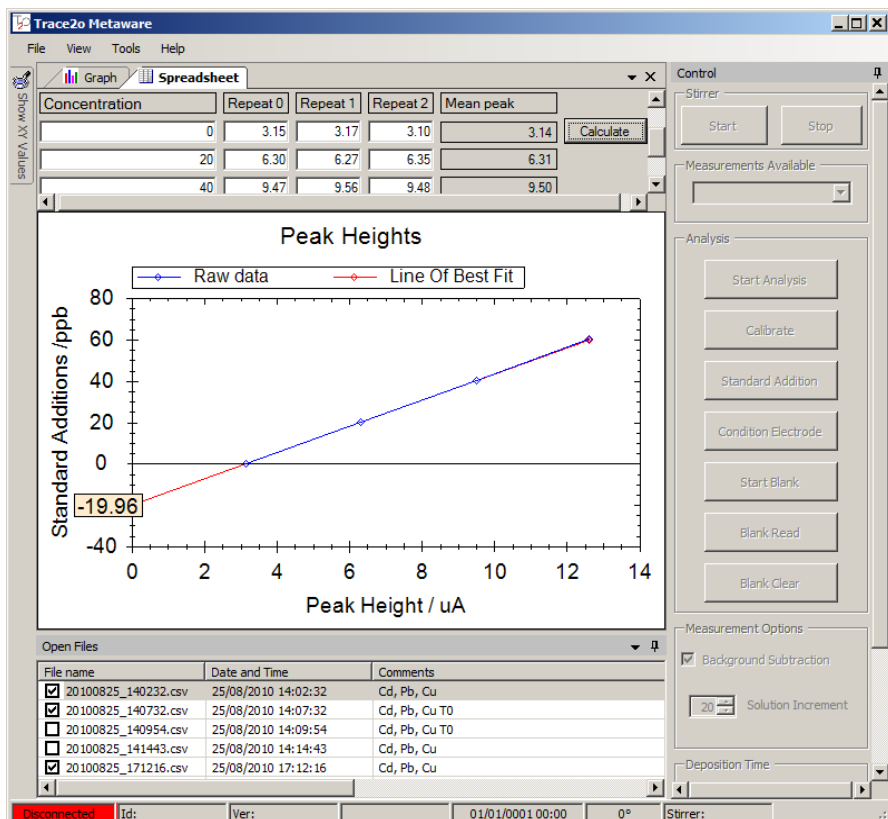 Trace2o Metaware
File View Tools Help
Show XY Values
Graph Spreadsheet
Concentration Repeat 0 Repeat 1 Repeat 2 Mean peak
0 3.15 3.17 3.10 3.14 Calculate
20 6.30 6.27 6.35 6.31
40 9.47 9.56 9.48 9.50
Peak Heights
Raw data Line Of Best Fit
Standard Additions /ppb
80
60
40
20
0
-19.96
-40
0 2 4 6 8 10 12 14
Peak Height / uA
Open Files
File name Date and Time Comments
20100825_140232.csv 25/08/2010 14:02:32 Cd, Pb, Cu
20100825_140732.csv 25/08/2010 14:07:32 Cd, Pb, Cu T0
20100825_140954.csv 25/08/2010 14:09:54 Cd, Pb, Cu T0
20100825_141443.csv 25/08/2010 14:14:43 Cd, Pb, Cu
20100825_171216.csv 25/08/2010 17:12:16 Cd, Pb, Cu
Control
Stirrer
Start Stop
Measurements Available
Analysis
Start Analysis
Calibrate
Standard Addition
Condition Electrode
Start Blank
Blank Read
Blank Clear
Measurement Options
Background Subtraction
20 Solution Increment
Deposition Time
Disconnected Id: Ver: 01/01/0001 00:00 0° Stirrer: